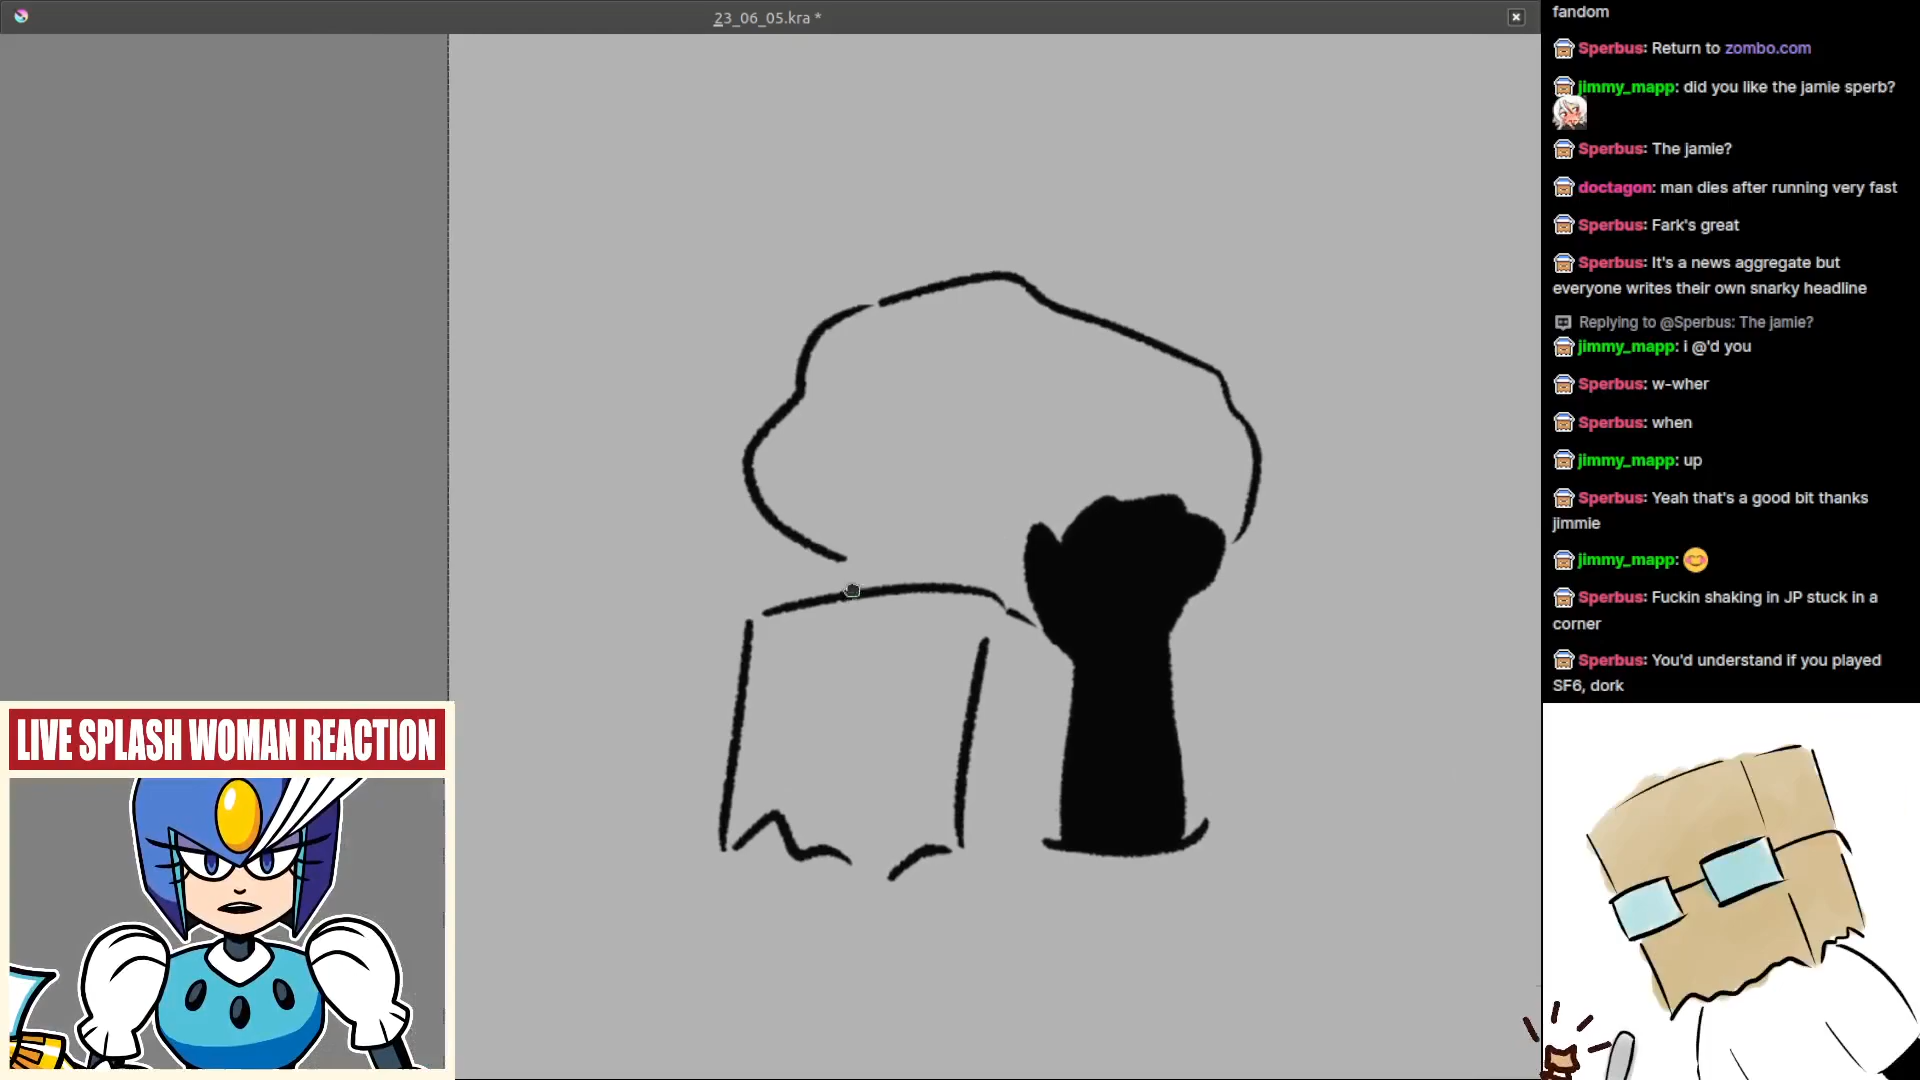 23_06_05.kra *
fandom
Sperbus: Return to zombo.com
jimmy_mapp: did you like the jamie sperb?
Sperbus: The jamie?
doctagon: man dies after running very fast
Sperbus: Fark's great
Sperbus: It's a news aggregate but
everyone writes their own snarky headline
Replying to @Sperbus: The jamie?
jimmy_mapp: i @'d you
Sperbus: w-wher
Sperbus: when
jimmy_mapp: up
Sperbus: Yeah that's a good bit thanks
jimmie
jimmy_mapp: 😊
Sperbus: Fuckin shaking in JP stuck in a
corner
Sperbus: You'd understand if you played
SF6, dork
LIVE SPLASH WOMAN REACTION